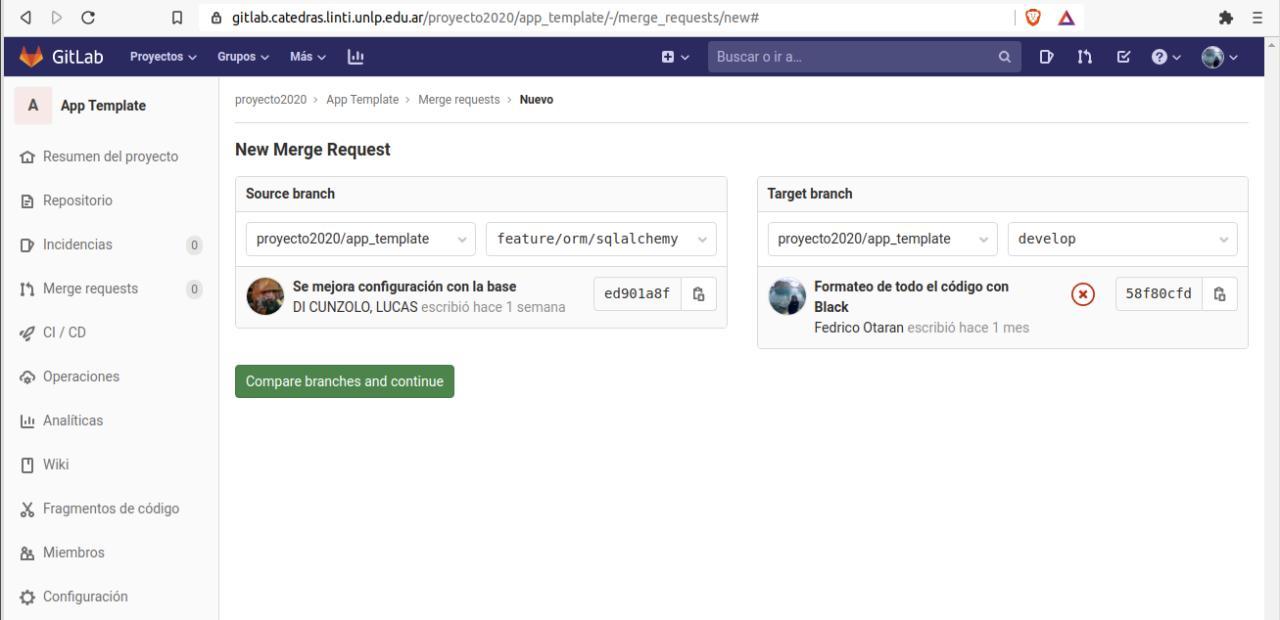 gitlab.catedras.linti.unlp.edu.ar/proyecto2020/app_template/-/merge_requests/new#
GitLab Proyectos Grupos Más Buscar o ir a...
A App Template
Resumen del proyecto
Repositorio
Incidencias 0
Merge requests 0
CI / CD
Operaciones
Analíticas
Wiki
Fragmentos de código
Miembros
Configuración
proyecto2020 > App Template > Merge requests > Nuevo
New Merge Request
Source branch
proyecto2020/app_template feature/orm/sqlalchemy
Se mejora configuración con la base
DI CUNZOLO, LUCAS escribió hace 1 semana
ed901a8f
Target branch
proyecto2020/app_template develop
Formateo de todo el código con
Black
Fedrico Otaran escribió hace 1 mes
58f80cfd
Compare branches and continue